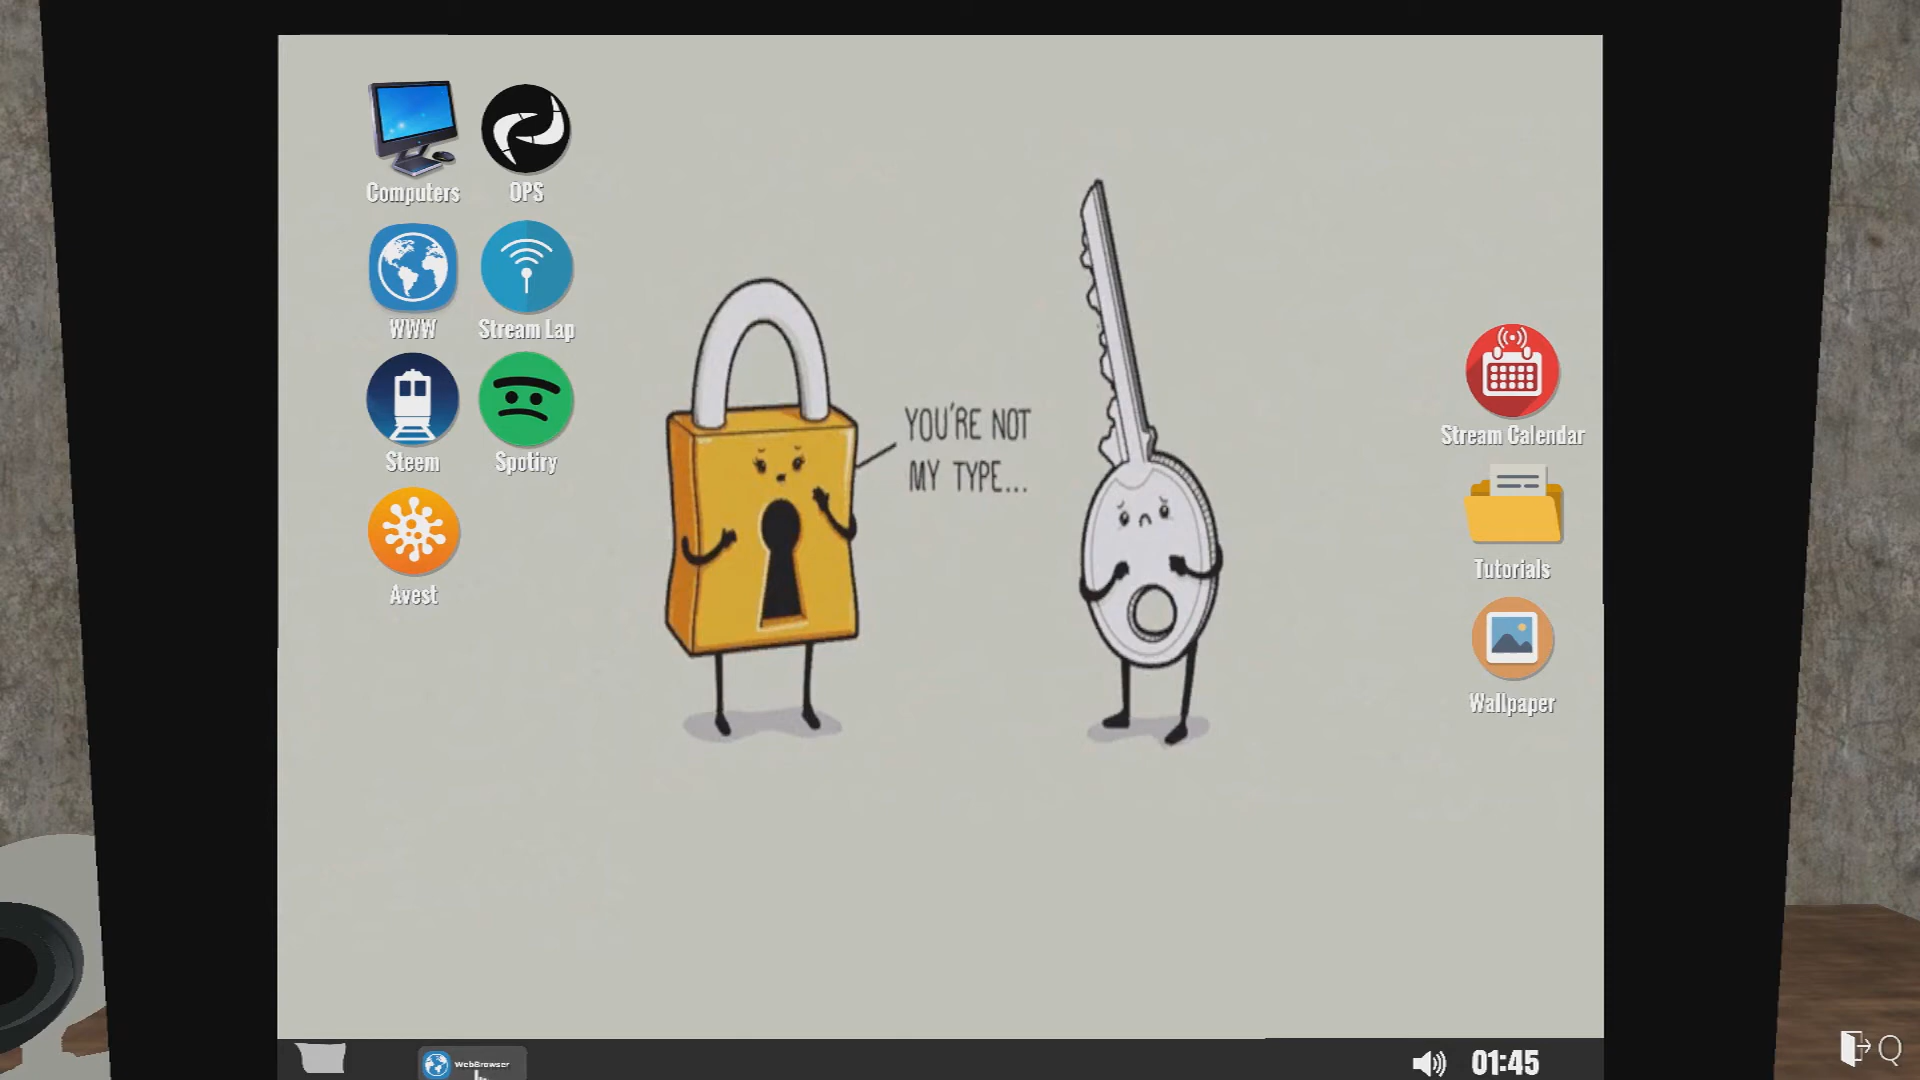 Computers
OPS
WWW
Stream Lap
Steem
Spotiry
Avest
YOU'RE NOT
MY TYPE...
Stream Calendar
Tutorials
Wallpaper
WebBrowser
01:45
Q